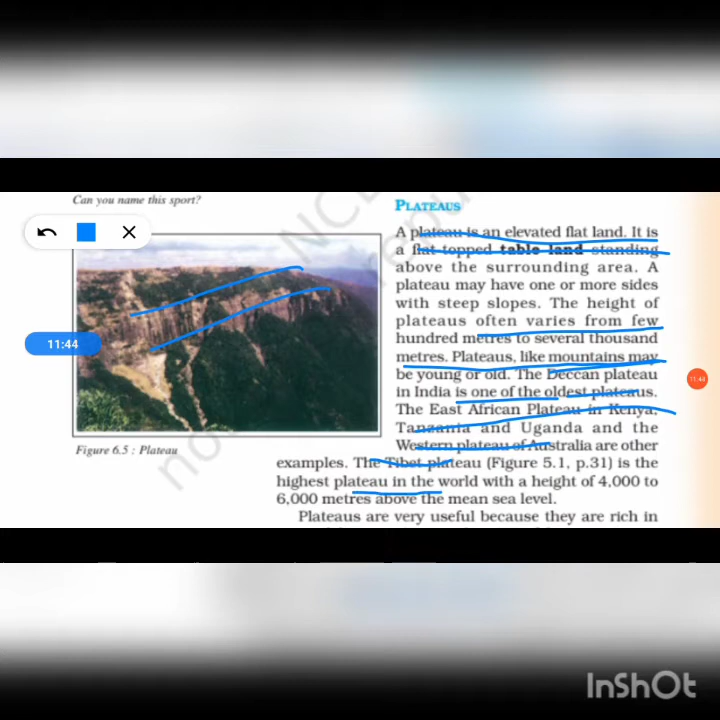 Can you name this sport?
PLATEAUS
A plateau is an elevated flat land. It is
a flat topped table land standing
above the surrounding area. A
plateau may have one or more sides
with steep slopes. The height of
plateaus often varies from few
hundred metres to several thousand
metres. Plateaus, like mountains may
be young or old. The Deccan plateau
in India is one of the oldest plateaus.
The East African Plateau in Kenya,
Tanzania and Uganda and the
Western plateau of Australia are other
examples. The Tibet plateau (Figure 5.1, p.31) is the
highest plateau in the world with a height of 4,000 to
6,000 metres above the mean sea level.
Plateaus are very useful because they are rich in
Figure 6.5 : Plateau
11:44
InShOt